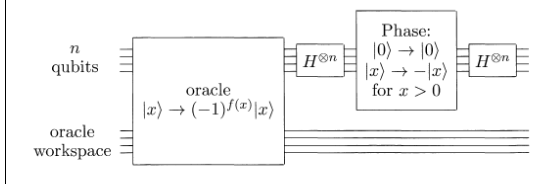 n
qubits
oracle
|x⟩ → (-1)^{f(x)}|x⟩
H^{⊗n}
Phase:
|0⟩ → |0⟩
|x⟩ → -|x⟩
for x > 0
H^{⊗n}
oracle
workspace